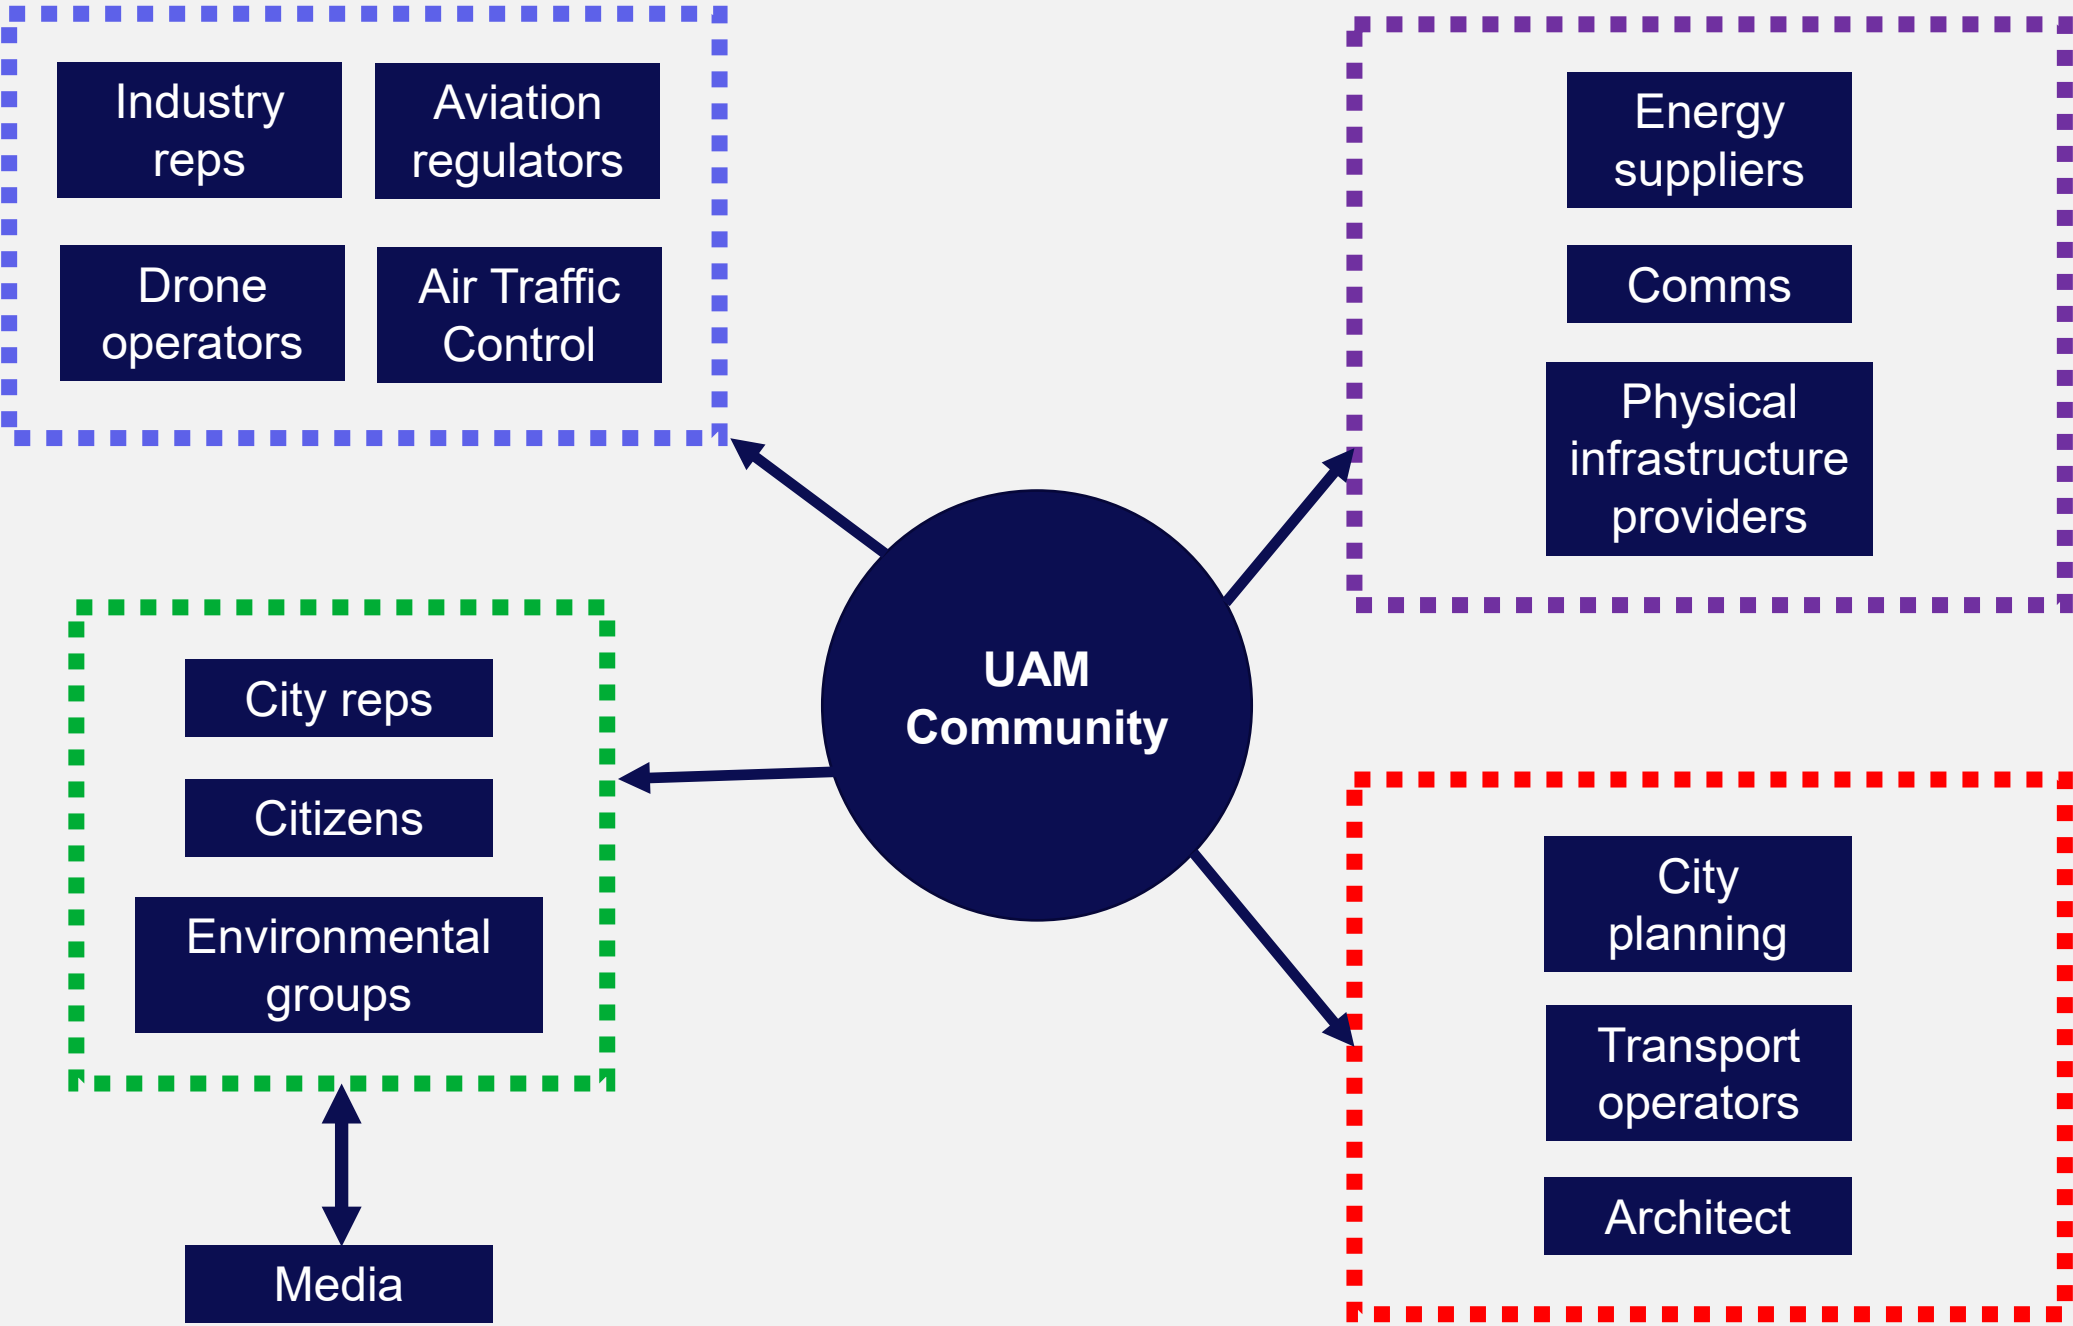 Industry
reps
Aviation
regulators
Drone
operators
Air Traffic
Control
Energy
suppliers
Comms
Physical
infrastructure
providers
UAM
Community
City reps
Citizens
Environmental
groups
Media
City
planning
Transport
operators
Architect